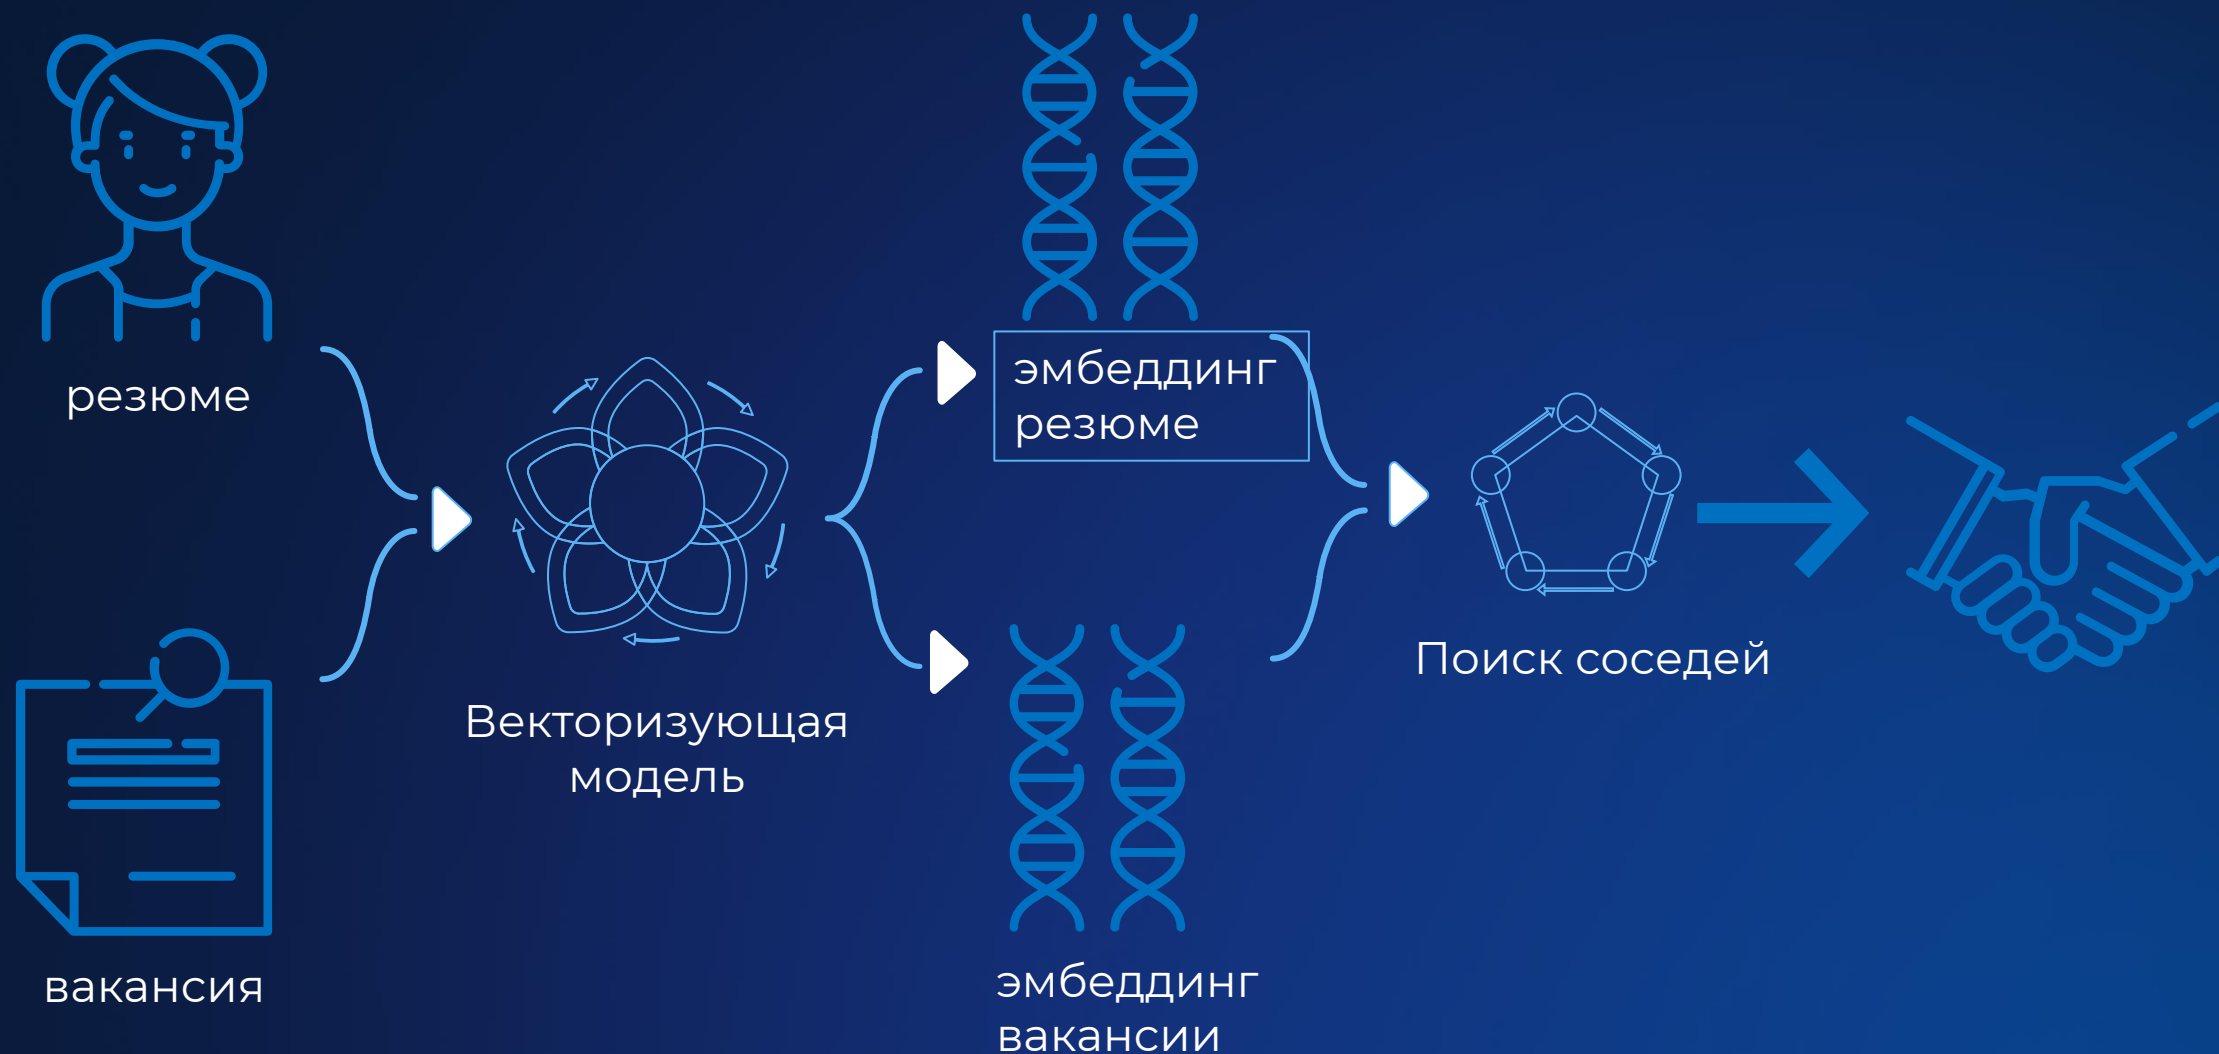 резюме
вакансия
Векторизующая
модель
эмбеддинг
резюме
эмбеддинг
вакансии
Поиск соседей